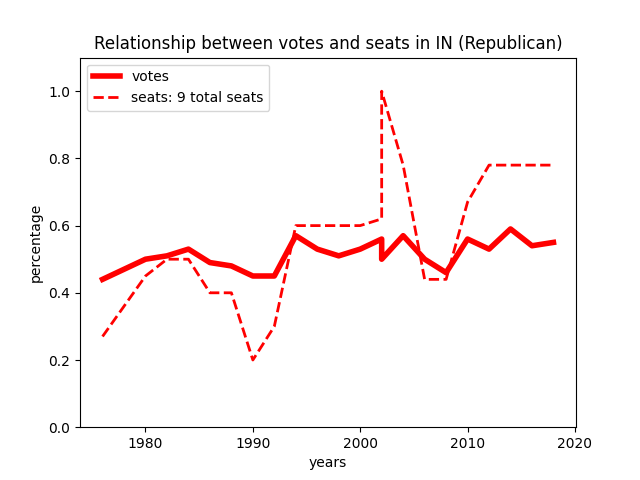 Relationship between votes and seats in IN (Republican)
votes
seats: 9 total seats
1.0
0.8
0.6
0.4
0.2
0.0
percentage
1980 1990 2000 2010 2020
years